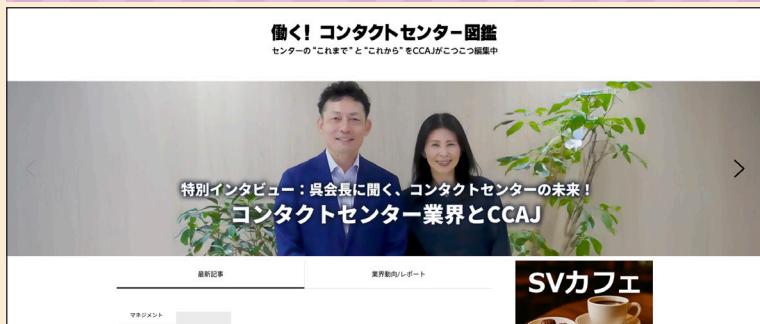 働く! コンタクトセンター図鑑
センターの“これまで”と“これから”をCCAJがこつこつ編集中
特別インタビュー：呉会長に聞く、コンタクトセンターの未来！
コンタクトセンター業界とCCAJ
最新記事
業界動向/レポート
SVカフェ
マネジメント